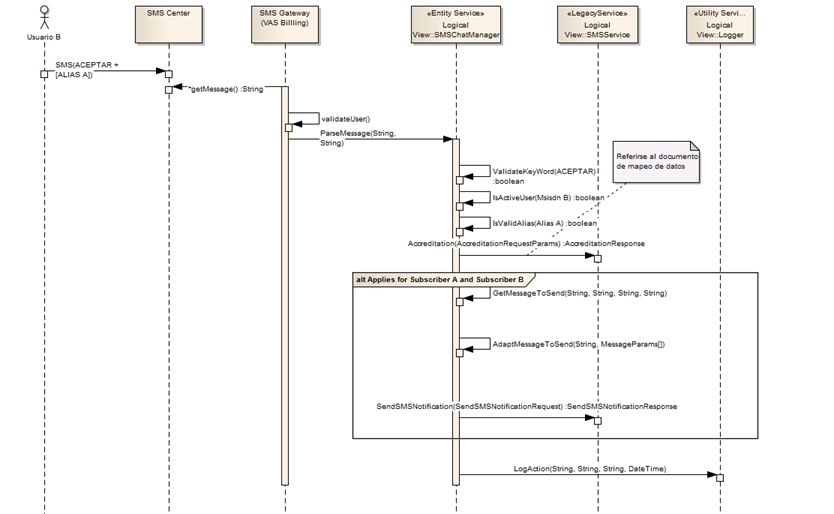 Usuario B
SMS Center
SMS Gateway
(VAS Billling)
«Entity Service»
Logical
View::SMSChatManager
«LegacyService»
Logical
View::SMSService
«Utility Servi...
Logical
View::Logger
SMS(ACEPTAR +
[ALIAS A])
*getMessage() :String
validateUser()
ParseMessage(String,
String)
Referirse al documento
de mapeo de datos
ValidateKeyWord(ACEPTAR)
:boolean
IsActiveUser(Msisdn B) :boolean
IsValidAlias(Alias A) :boolean
Accreditation(AccreditationRequestParams) :AccreditationResponse
alt Applies for Subscriber A and Subscriber B
GetMessageToSend(String, String, String, String)
AdaptMessageToSend(String, MessageParams[])
SendSMSNotification(SendSMSNotificationRequest) :SendSMSNotificationResponse
LogAction(String, String, String, DateTime)